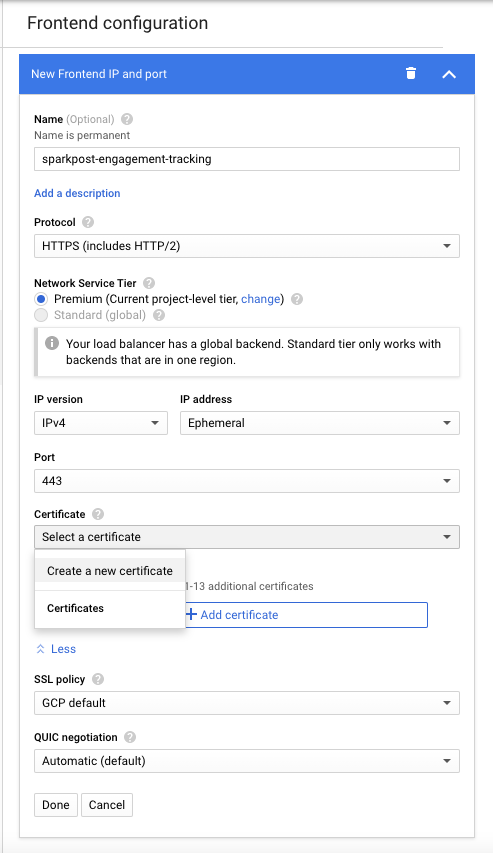 Frontend configuration
New Frontend IP and port
Name (Optional)
Name is permanent
sparkpost-engagement-tracking
Add a description
Protocol
HTTPS (includes HTTP/2)
Network Service Tier
Premium (Current project-level tier, change)
Standard (global)
Your load balancer has a global backend. Standard tier only works with
backends that are in one region.
IP version IP address
IPv4 Ephemeral
Port
443
Certificate
Select a certificate
Create a new certificate
1-13 additional certificates
Certificates
Add certificate
Less
SSL policy
GCP default
QUIC negotiation
Automatic (default)
Done Cancel